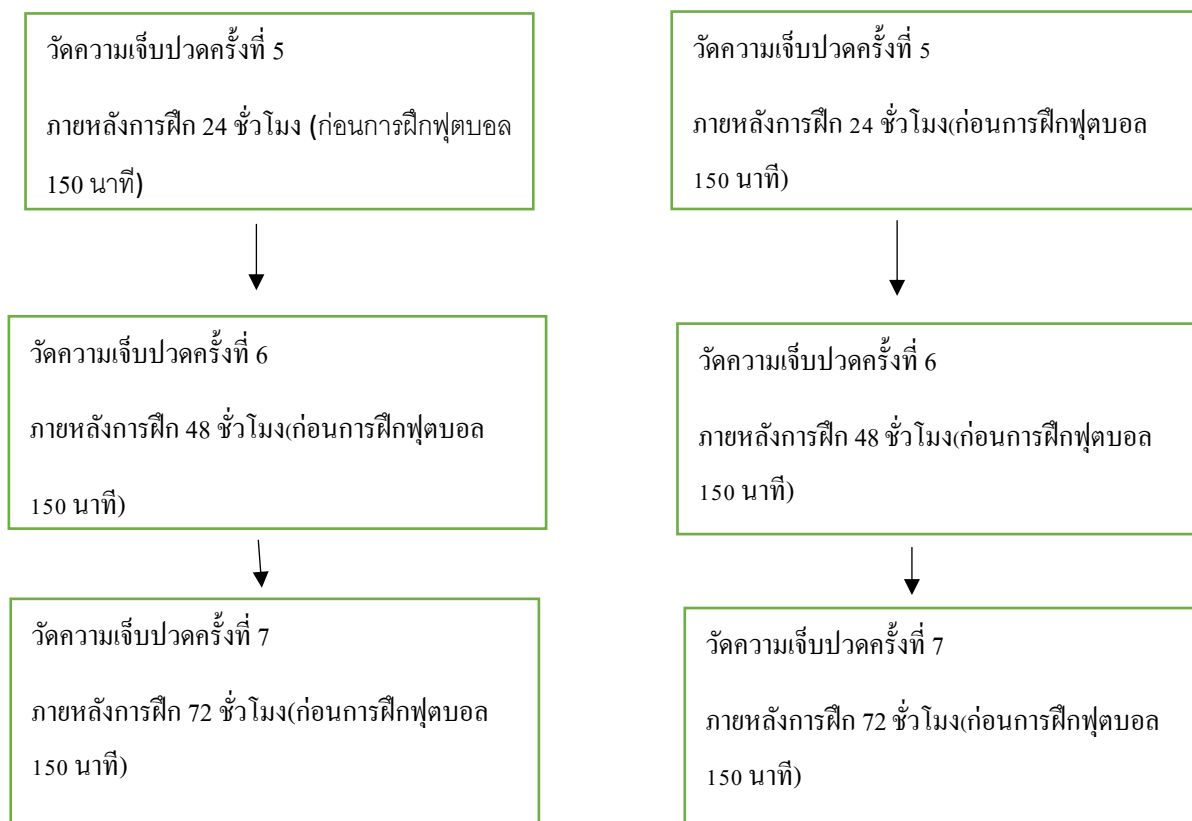 วัดความเจ็บปวดครั้งที่ 5
ภายหลังการฝึก 24 ชั่วโมง (ก่อนการฝึกฟุตบอล
150 นาที)
วัดความเจ็บปวดครั้งที่ 6
ภายหลังการฝึก 48 ชั่วโมง(ก่อนการฝึกฟุตบอล
150 นาที)
วัดความเจ็บปวดครั้งที่ 7
ภายหลังการฝึก 72 ชั่วโมง(ก่อนการฝึกฟุตบอล
150 นาที)
วัดความเจ็บปวดครั้งที่ 5
ภายหลังการฝึก 24 ชั่วโมง(ก่อนการฝึกฟุตบอล
150 นาที)
วัดความเจ็บปวดครั้งที่ 6
ภายหลังการฝึก 48 ชั่วโมง(ก่อนการฝึกฟุตบอล
150 นาที)
วัดความเจ็บปวดครั้งที่ 7
ภายหลังการฝึก 72 ชั่วโมง(ก่อนการฝึกฟุตบอล
150 นาที)